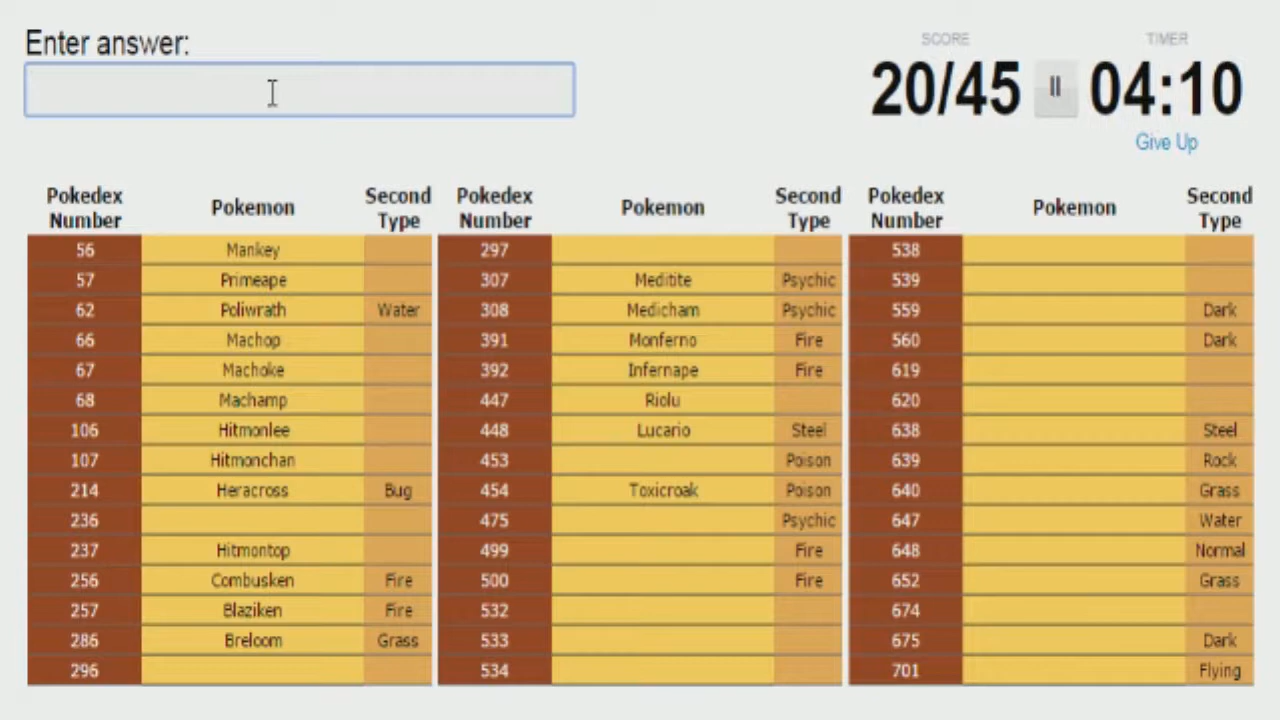 Enter answer:
SCORE TIMER
20/45 04:10
Give Up
Pokedex Number Pokemon Second Type Pokedex Number Pokemon Second Type Pokedex Number Pokemon Second Type
56 Mankey 297 538
57 Primeape 307 Meditite Psychic 539
62 Poliwrath Water 308 Medicham Psychic 559 Dark
66 Machop 391 Monferno Fire 560 Dark
67 Machoke 392 Infernape Fire 619
68 Machamp 447 Riolu 620
106 Hitmonlee 448 Lucario Steel 638 Steel
107 Hitmonchan 453 Poison 639 Rock
214 Heracross Bug 454 Toxicroak Poison 640 Grass
236 475 Psychic 647 Water
237 Hitmontop 499 Fire 648 Normal
256 Combusken Fire 500 Fire 652 Grass
257 Blaziken Fire 532 674
286 Breloom Grass 533 675 Dark
296 534 701 Flying